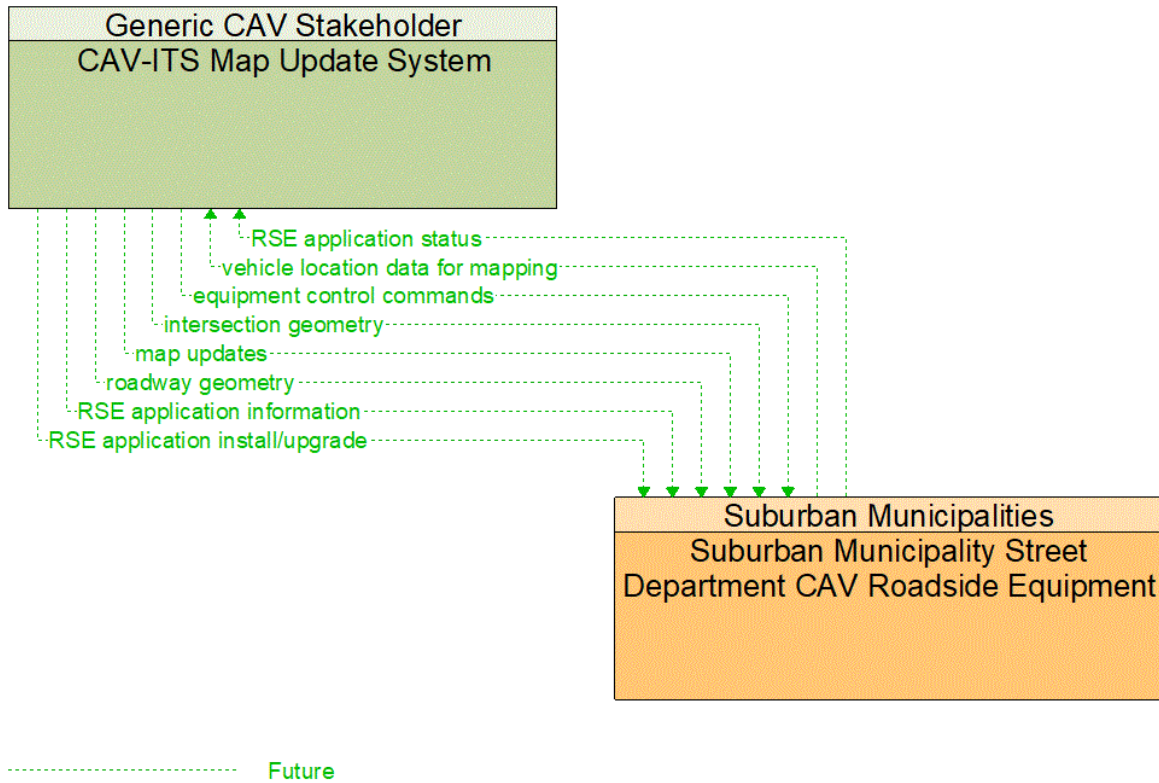 Generic CAV Stakeholder
CAV-ITS Map Update System
RSE application status
vehicle location data for mapping
equipment control commands
intersection geometry
map updates
roadway geometry
RSE application information
RSE application install/upgrade
Suburban Municipalities
Suburban Municipality Street
Department CAV Roadside Equipment
Future